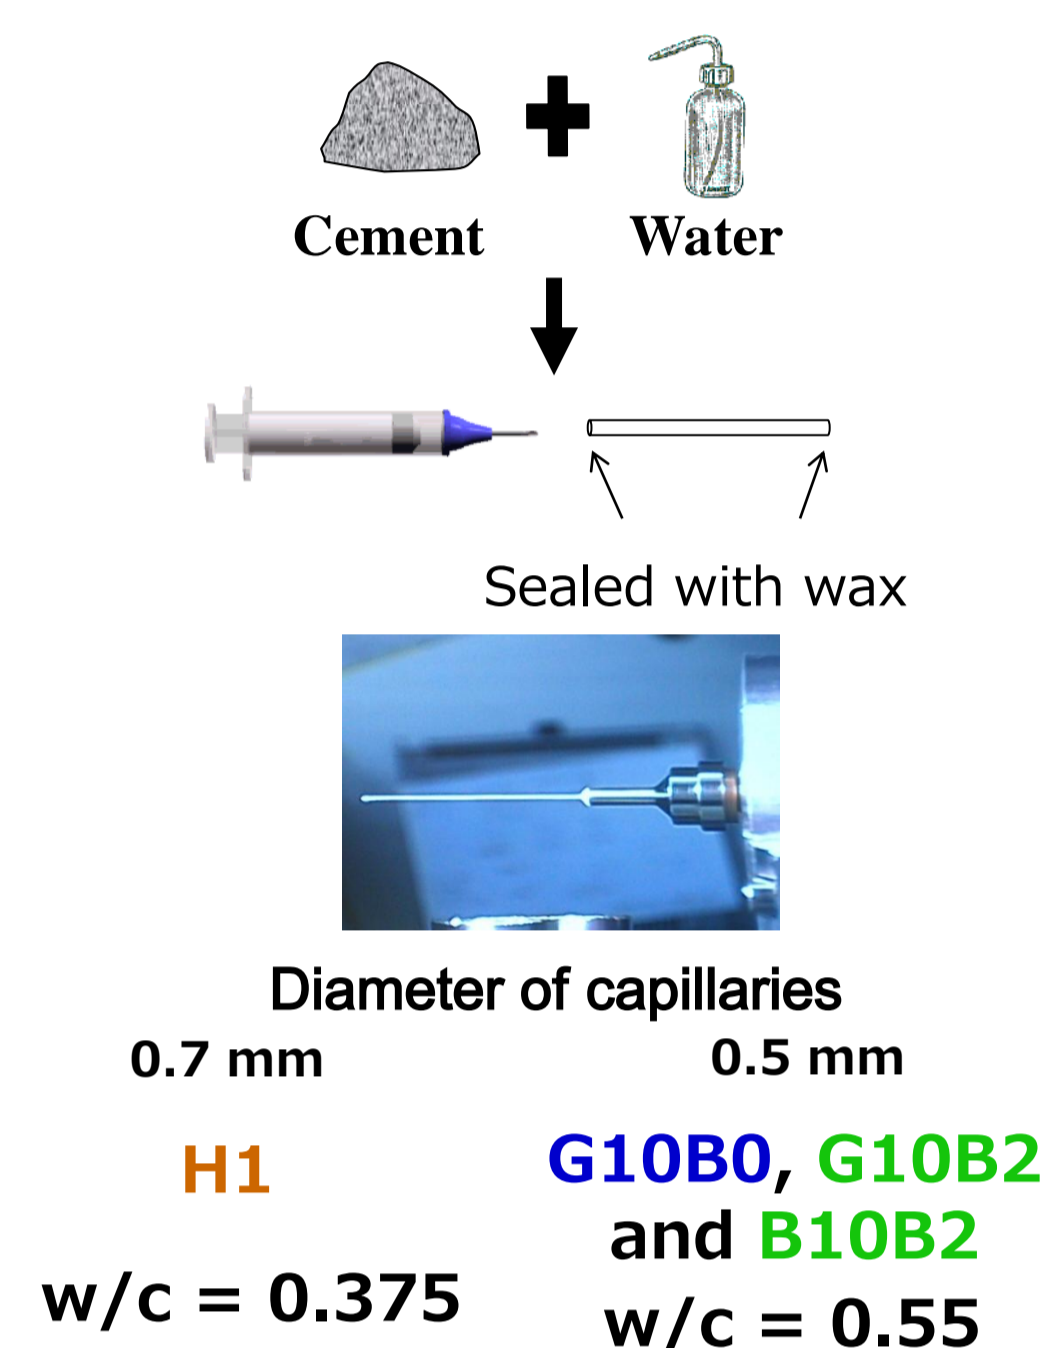 Cement Water
Sealed with wax
Diameter of capillaries
0.7 mm 0.5 mm
H1
w/c = 0.375
G10B0, G10B2
and B10B2
w/c = 0.55